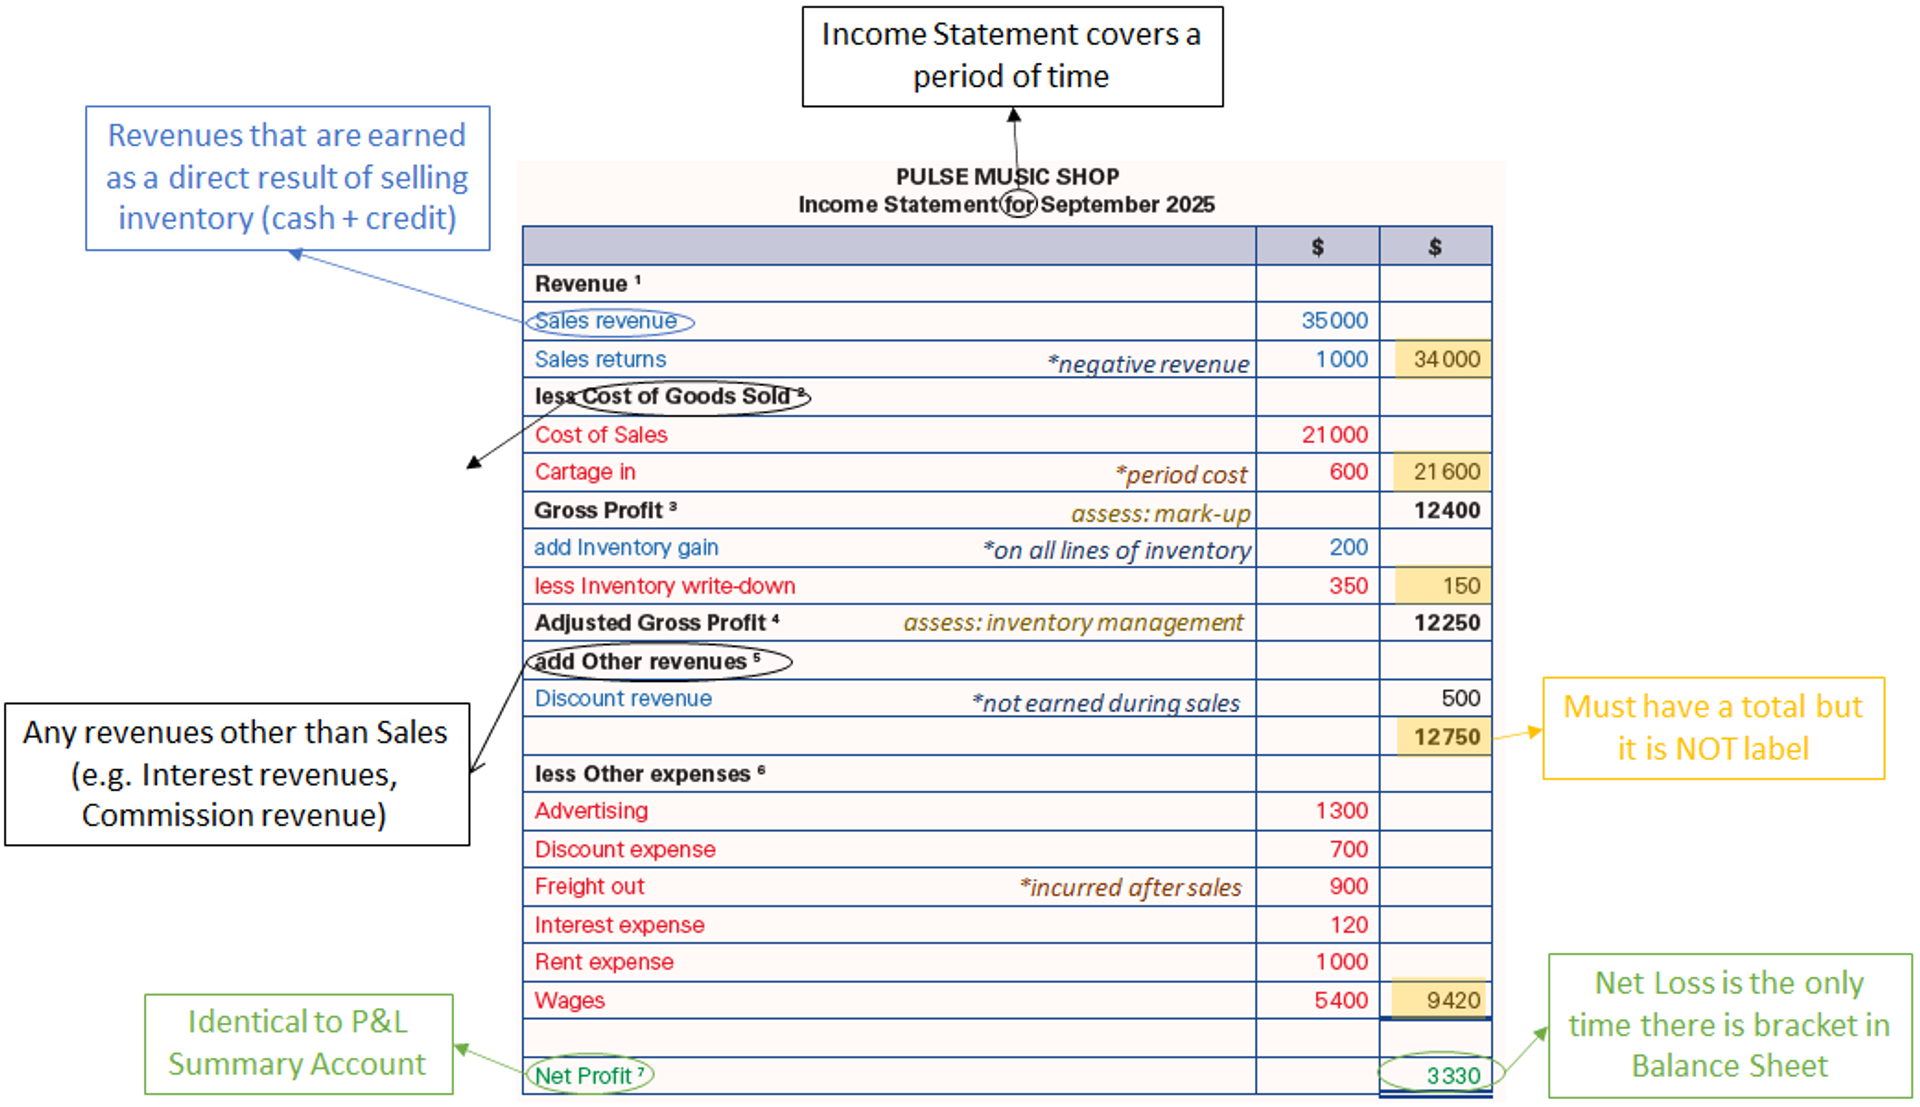 Income Statement covers a
period of time
Revenues that are earned
as a direct result of selling
inventory (cash + credit)
PULSE MUSIC SHOP
Income Statement for September 2025
$ $
Revenue ¹
Sales revenue 35000
Sales returns *negative revenue 1000 34000
less Cost of Goods Sold ²
Cost of Sales 21000
Cartage in *period cost 600 21600
Gross Profit ³ assess: mark-up 12400
add Inventory gain *on all lines of inventory 200
less Inventory write-down 350 150
Adjusted Gross Profit ⁴ assess: inventory management 12250
add Other revenues ⁵
Discount revenue *not earned during sales 500
12750
less Other expenses ⁶
Advertising 1300
Discount expense 700
Freight out *incurred after sales 900
Interest expense 120
Rent expense 1000
Wages 5400 9420
Net Profit ⁷ 3330
Any revenues other than Sales
(e.g. Interest revenues,
Commission revenue)
Must have a total but
it is NOT label
Identical to P&L
Summary Account
Net Loss is the only
time there is bracket in
Balance Sheet